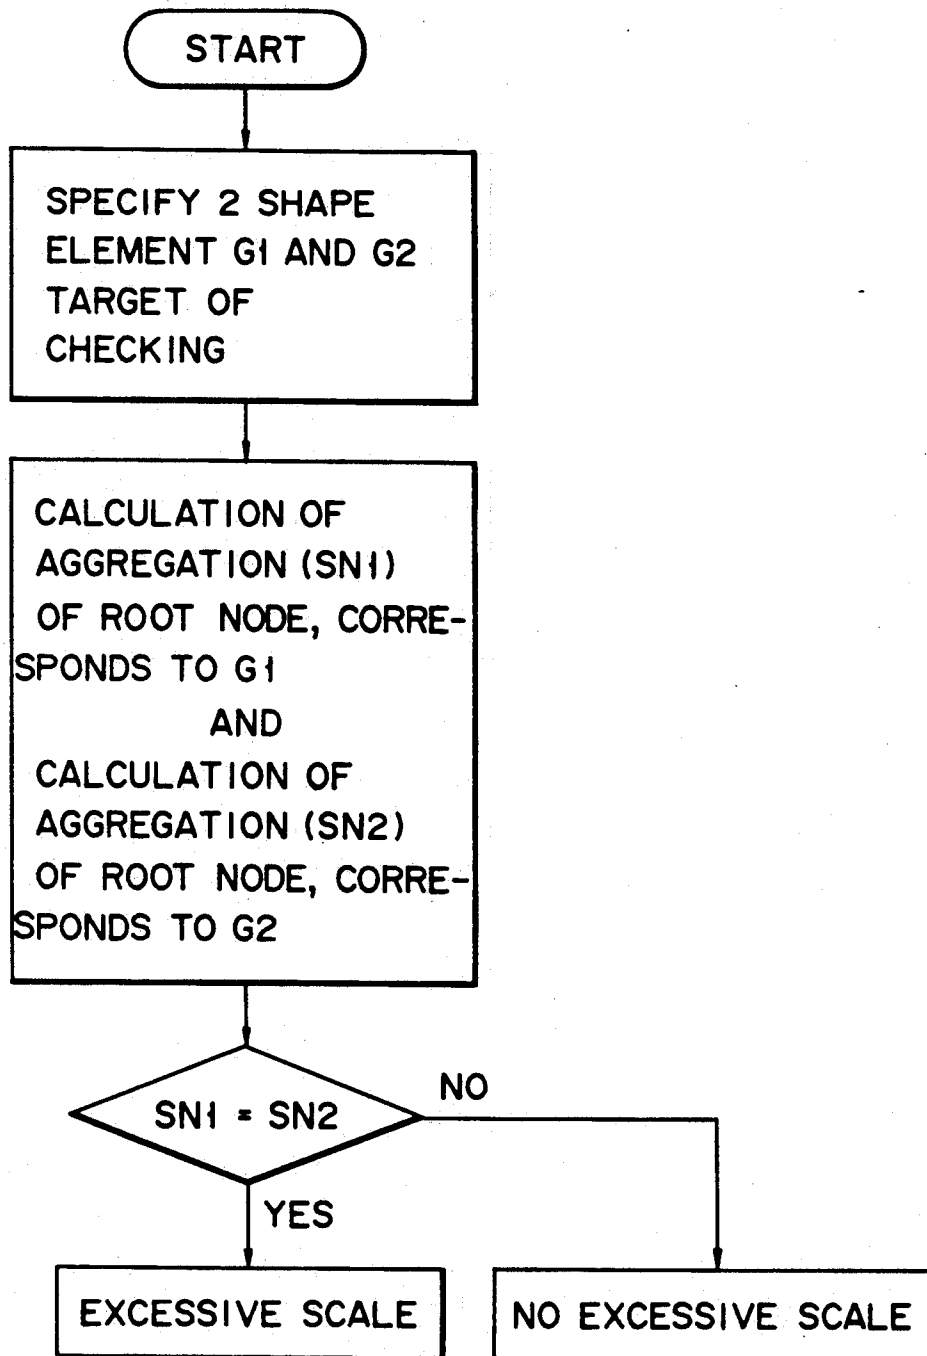 START
SPECIFY 2 SHAPE
ELEMENT G1 AND G2
TARGET OF
CHECKING
CALCULATION OF
AGGREGATION (SN1)
OF ROOT NODE, CORRE-
SPONDS TO G1
AND
CALCULATION OF
AGGREGATION (SN2)
OF ROOT NODE, CORRE-
SPONDS TO G2
SN1 = SN2
NO
YES
EXCESSIVE SCALE
NO EXCESSIVE SCALE